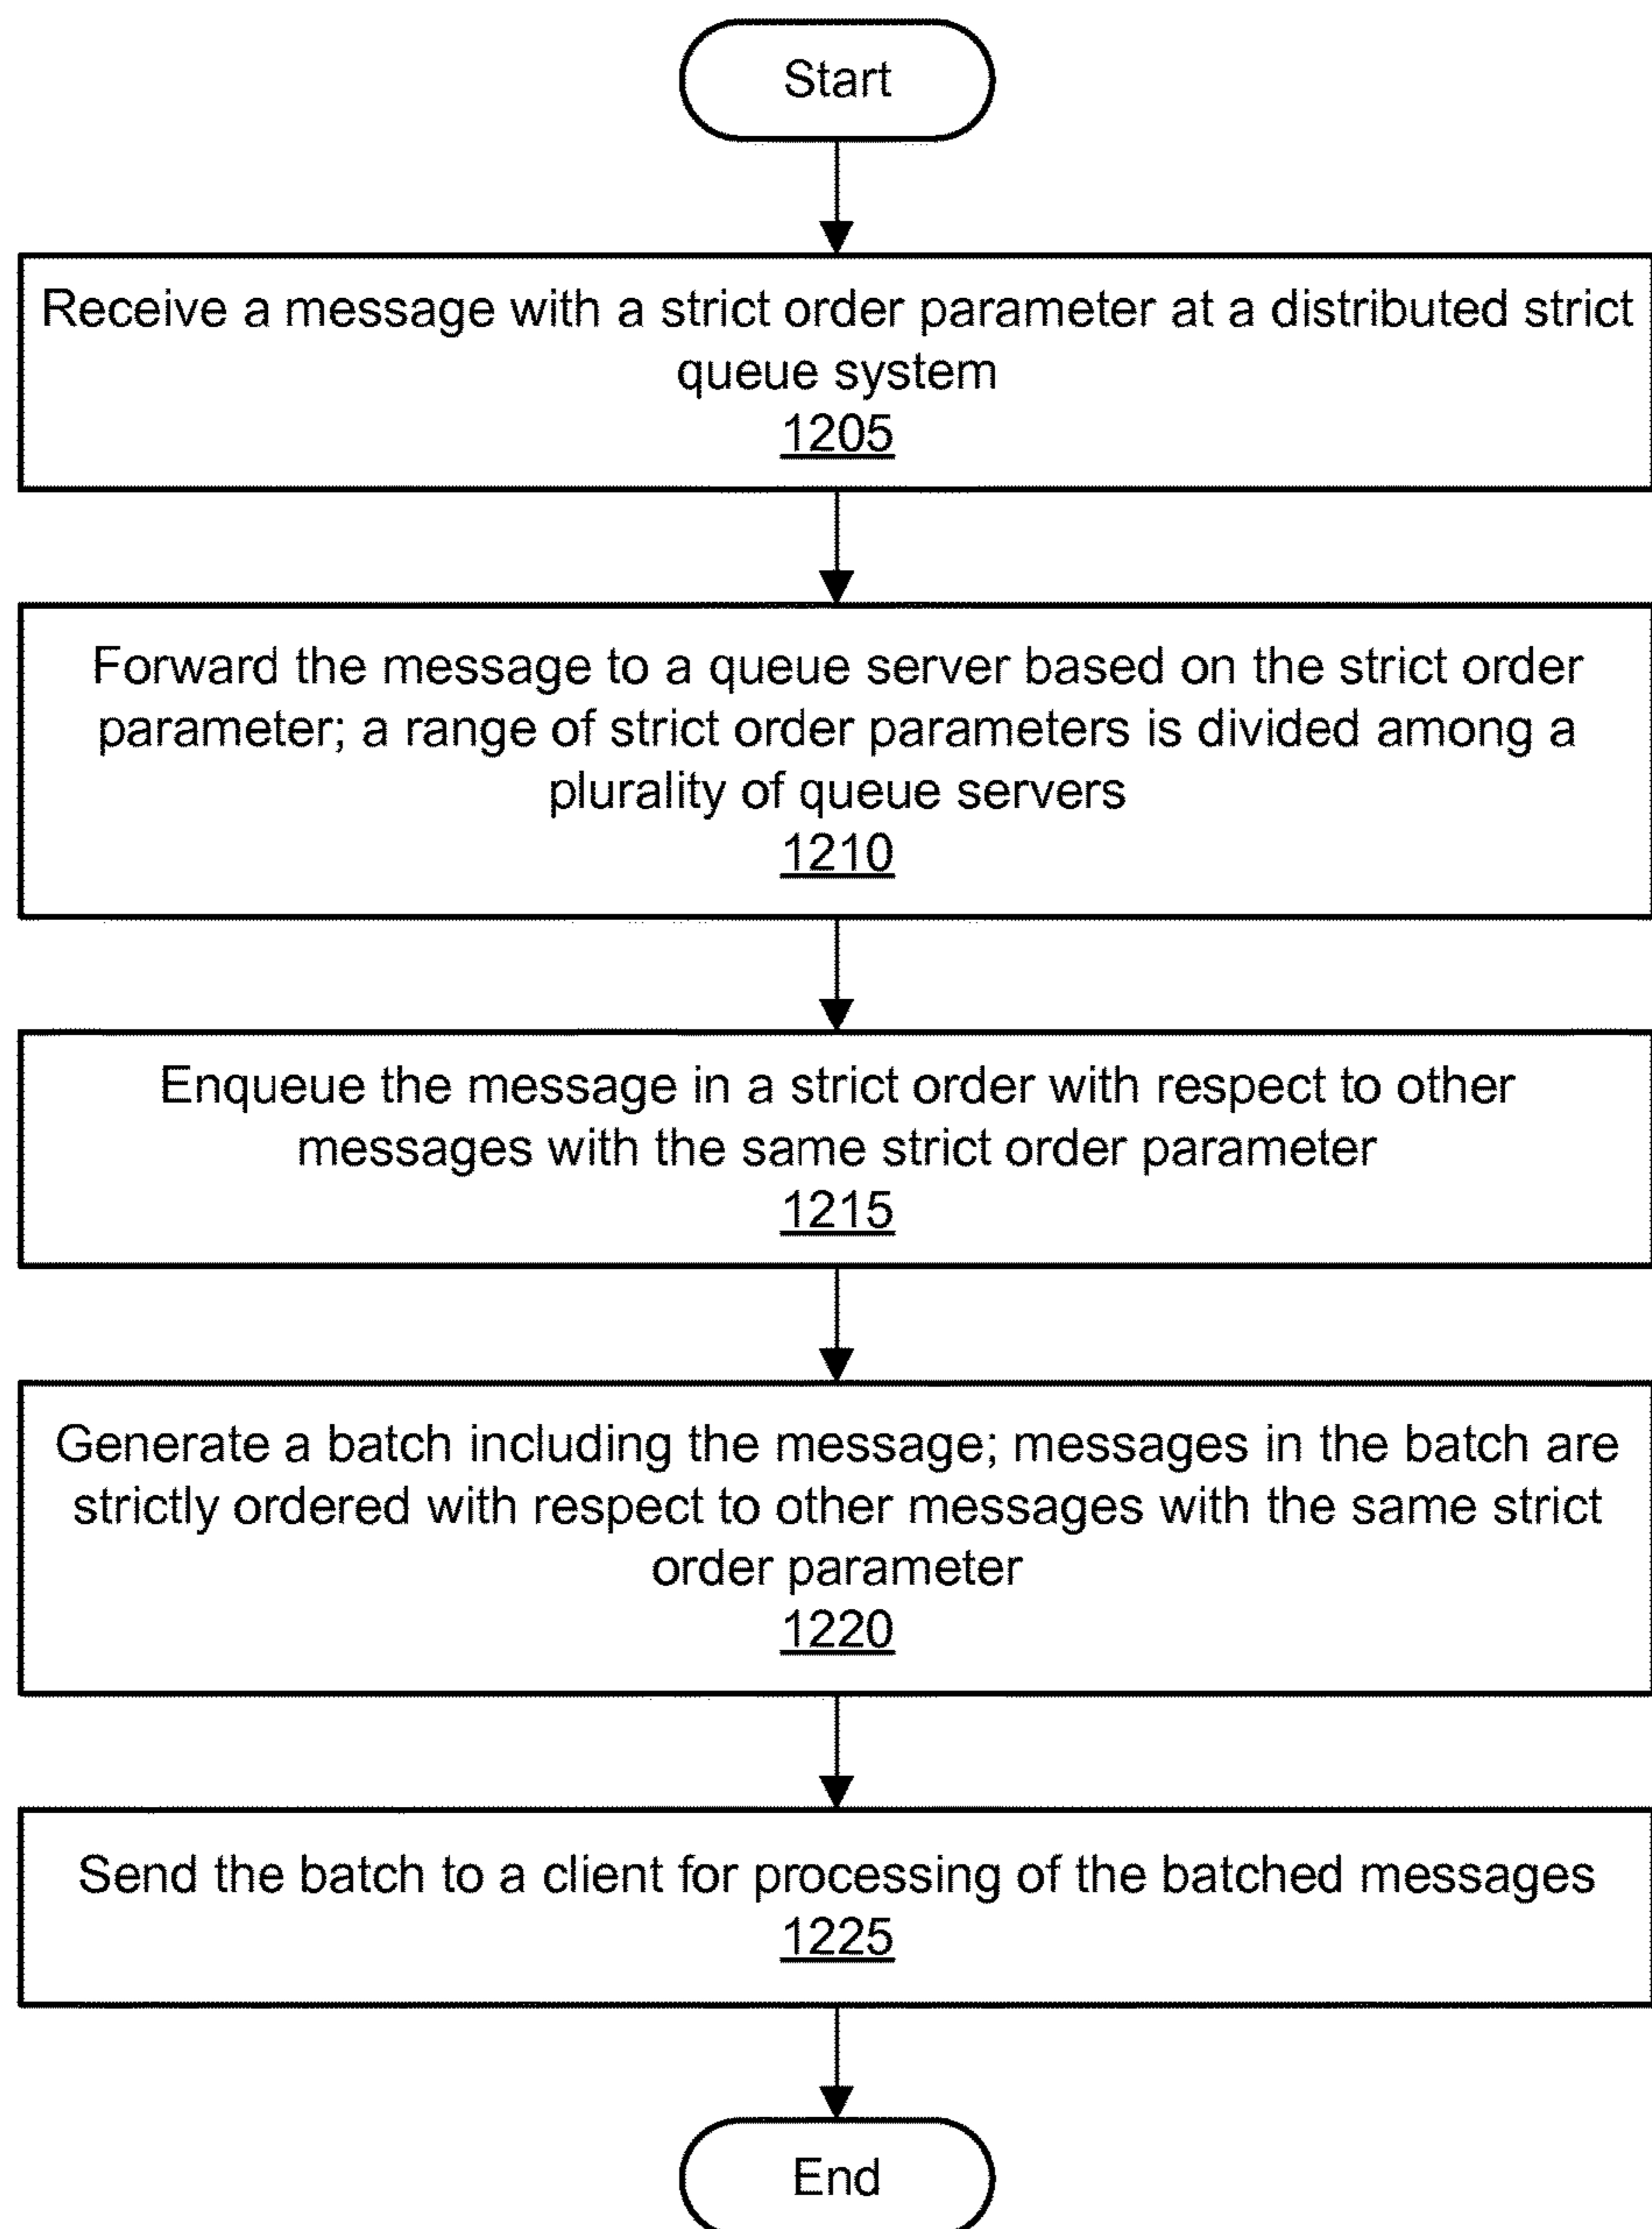 Start
Receive a message with a strict order parameter at a distributed strict
queue system
1205
Forward the message to a queue server based on the strict order
parameter; a range of strict order parameters is divided among a
plurality of queue servers
1210
Enqueue the message in a strict order with respect to other
messages with the same strict order parameter
1215
Generate a batch including the message; messages in the batch are
strictly ordered with respect to other messages with the same strict
order parameter
1220
Send the batch to a client for processing of the batched messages
1225
End